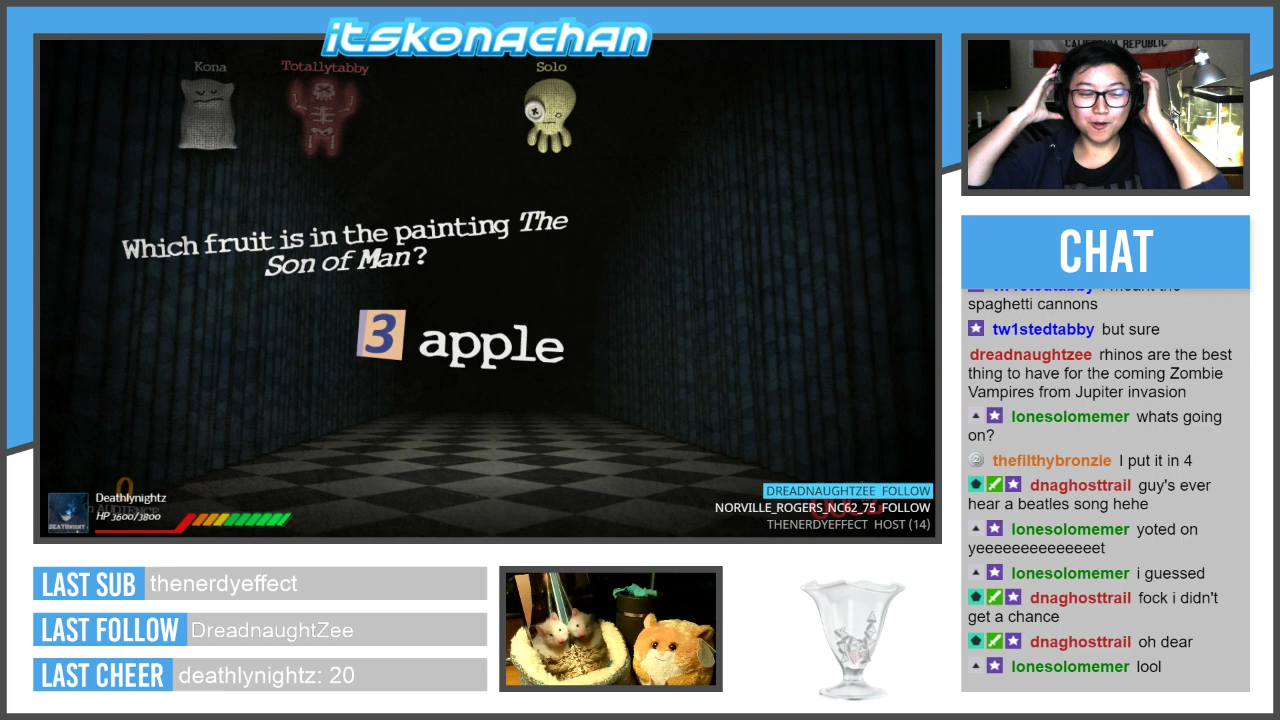 itskonachan
CALIFORNIA REPUBLIC
Kona
Totallytabby
Solo
Which fruit is in the painting The
Son of Man?
3 apple
0
AUDIENCE
Deathlynightz
HP 3600/3800
DREADNAUGHTZEE FOLLOW
NORVILLE_ROGERS_NC62_75 FOLLOW
THENERDYEFFECT HOST (14)
CHAT
spaghetti cannons
tw1stedtabby but sure
dreadnaughtzee rhinos are the best
thing to have for the coming Zombie
Vampires from Jupiter invasion
lonesolomemer whats going
on?
thefilthybronzie I put it in 4
dnaghosttrail guy's ever
hear a beatles song hehe
lonesolomemer yoted on
yeeeeeeeeeeeeeet
lonesolomemer i guessed
dnaghosttrail fock i didn't
get a chance
dnaghosttrail oh dear
lonesolomemer lool
LAST SUB thenerdyeffect
LAST FOLLOW DreadnaughtZee
LAST CHEER deathlynightz: 20